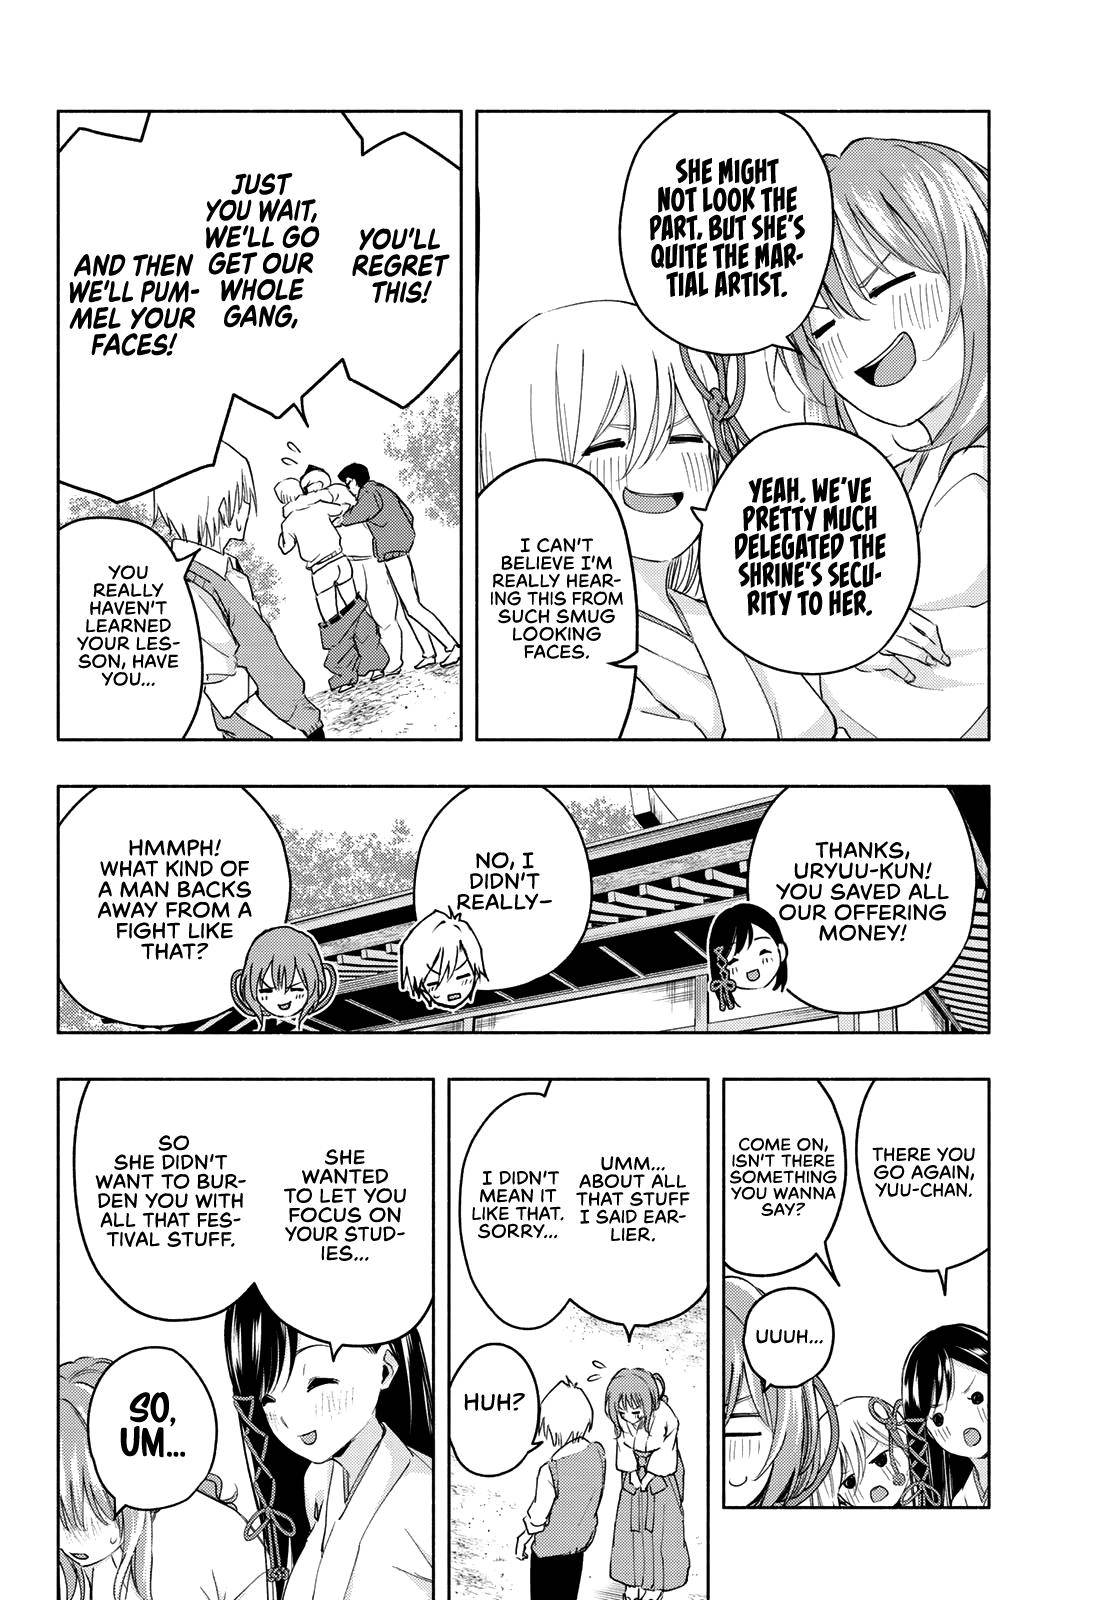 SHE MIGHT
NOT LOOK THE
PART, BUT SHE'S
QUITE THE MAR-
TIAL ARTIST.
YEAH. WE'VE
PRETTY MUCH
DELEGATED THE
SHRINE'S SECU-
RITY TO HER.
I CAN'T
BELIEVE I'M
REALLY HEAR-
ING THIS FROM
SUCH SMUG
LOOKING
FACES.
YOU'LL
REGRET
THIS!
JUST
YOU WAIT,
WE'LL GO
GET OUR
WHOLE
GANG,
AND THEN
WE'LL PUM-
MEL YOUR
FACES!
YOU
REALLY
HAVEN'T
LEARNED
YOUR LES-
SON, HAVE
YOU...
THANKS,
URYUU-KUN!
YOU SAVED ALL
OUR OFFERING
MONEY!
NO, I
DIDN'T
REALLY-
HMMPH!
WHAT KIND OF
A MAN BACKS
AWAY FROM A
FIGHT LIKE
THAT?
THERE YOU
GO AGAIN,
YUU-CHAN.
COME ON,
ISN'T THERE
SOMETHING
YOU WANNA
SAY?
UUUH...
UMM...
ABOUT ALL
THAT STUFF
I SAID EAR-
LIER.
I DIDN'T
MEAN IT
LIKE THAT.
SORRY...
HUH?
SHE
WANTED
TO LET YOU
FOCUS ON
YOUR STUD-
IES...
SO
SHE DIDN'T
WANT TO BUR-
DEN YOU WITH
ALL THAT FES-
TIVAL STUFF.
SO,
UM...